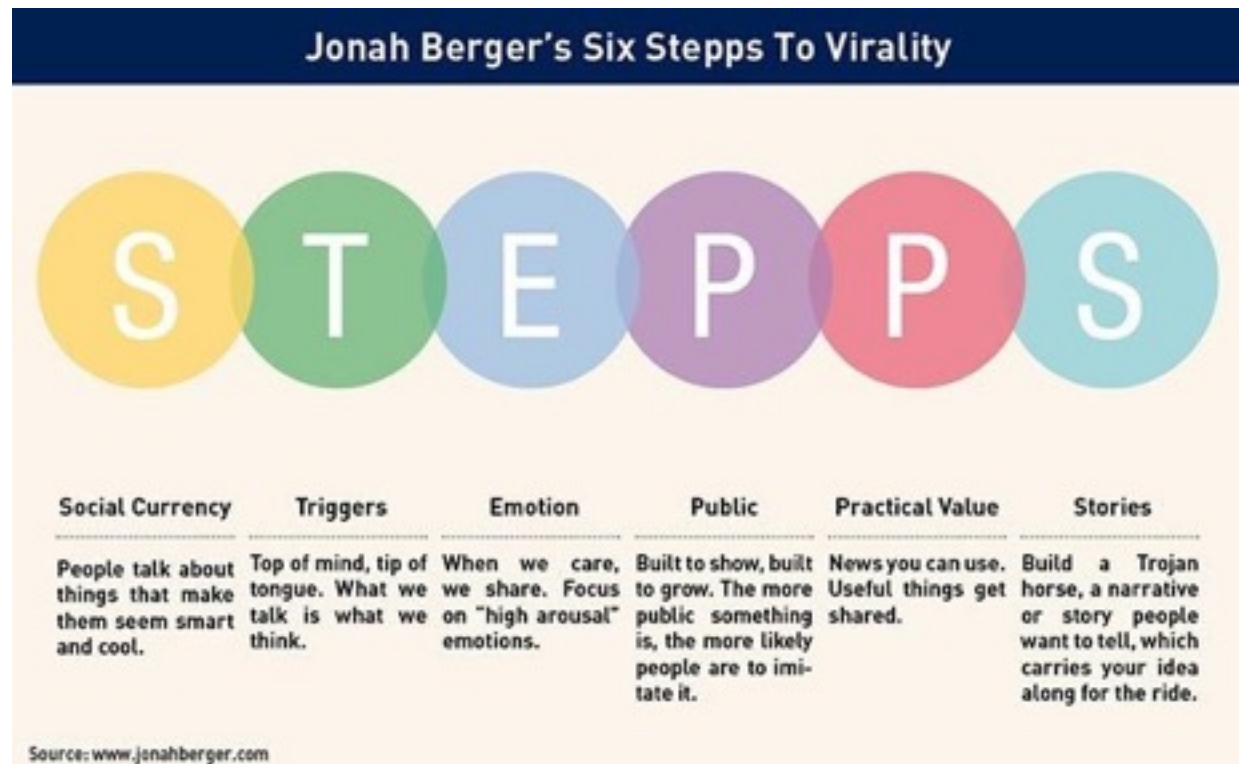 Jonah Berger's Six Stepps To Virality
S T E P P S
Social Currency
People talk about
things that make
them seem smart
and cool.
Triggers
Top of mind, tip of
tongue. What we
talk is what we
think.
Emotion
When we care,
we share. Focus
on "high arousal"
emotions.
Public
Built to show, built
to grow. The more
public something
is, the more likely
people are to imi-
tate it.
Practical Value
News you can use.
Useful things get
shared.
Stories
Build a Trojan
horse, a narrative
or story people
want to tell, which
carries your idea
along for the ride.
Source: www.jonahberger.com